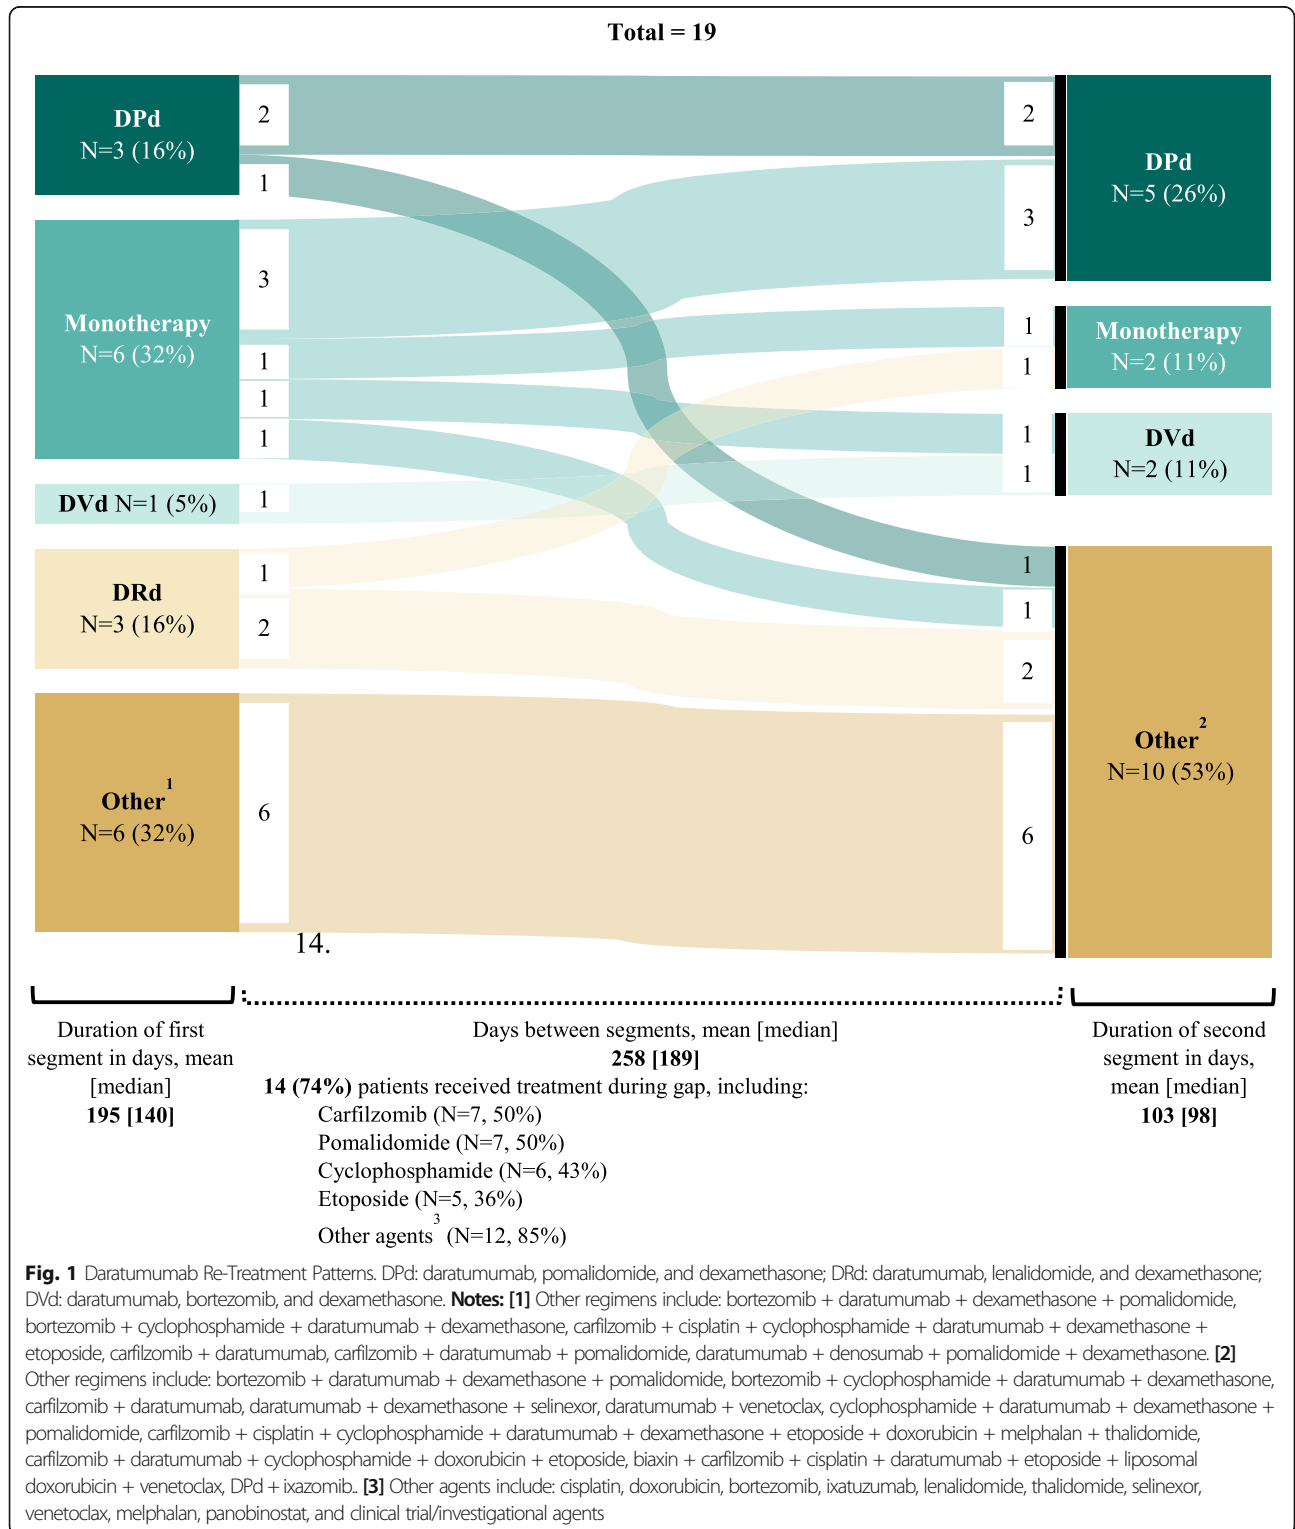 Total = 19
DPd
N=3 (16%)
2
1
2
3
DPd
N=5 (26%)
Monotherapy
N=6 (32%)
3
1
1
1
1
1
Monotherapy
N=2 (11%)
1
1
DVd
N=2 (11%)
DVd N=1 (5%)
1
DRd
N=3 (16%)
1
2
1
1
2
6
Other2
N=10 (53%)
Other1
N=6 (32%)
6
14.
Duration of first
segment in days, mean
[median]
195 [140]
Days between segments, mean [median]
258 [189]
14 (74%) patients received treatment during gap, including:
Carfilzomib (N=7, 50%)
Pomalidomide (N=7, 50%)
Cyclophosphamide (N=6, 43%)
Etoposide (N=5, 36%)
Other agents3 (N=12, 85%)
Duration of second
segment in days,
mean [median]
103 [98]
Fig. 1 Daratumumab Re-Treatment Patterns. DPd: daratumumab, pomalidomide, and dexamethasone; DRd: daratumumab, lenalidomide, and dexamethasone;
DVd: daratumumab, bortezomib, and dexamethasone. Notes: [1] Other regimens include: bortezomib + daratumumab + dexamethasone + pomalidomide,
bortezomib + cyclophosphamide + daratumumab + dexamethasone, carfilzomib + cisplatin + cyclophosphamide + daratumumab + dexamethasone +
etoposide, carfilzomib + daratumumab, carfilzomib + daratumumab + pomalidomide, daratumumab + denosumab + pomalidomide + dexamethasone. [2]
Other regimens include: bortezomib + daratumumab + dexamethasone + pomalidomide, bortezomib + cyclophosphamide + daratumumab + dexamethasone,
carfilzomib + daratumumab, daratumumab + dexamethasone + selinexor, daratumumab + venetoclax, cyclophosphamide + daratumumab + dexamethasone +
pomalidomide, carfilzomib + cisplatin + cyclophosphamide + daratumumab + dexamethasone + etoposide + doxorubicin + melphalan + thalidomide,
carfilzomib + daratumumab + cyclophosphamide + doxorubicin + etoposide, biaxin + carfilzomib + cisplatin + daratumumab + etoposide + liposomal
doxorubicin + venetoclax, DPd + ixazomib.. [3] Other agents include: cisplatin, doxorubicin, bortezomib, ixatuzumab, lenalidomide, thalidomide, selinexor,
venetoclax, melphalan, panobinostat, and clinical trial/investigational agents